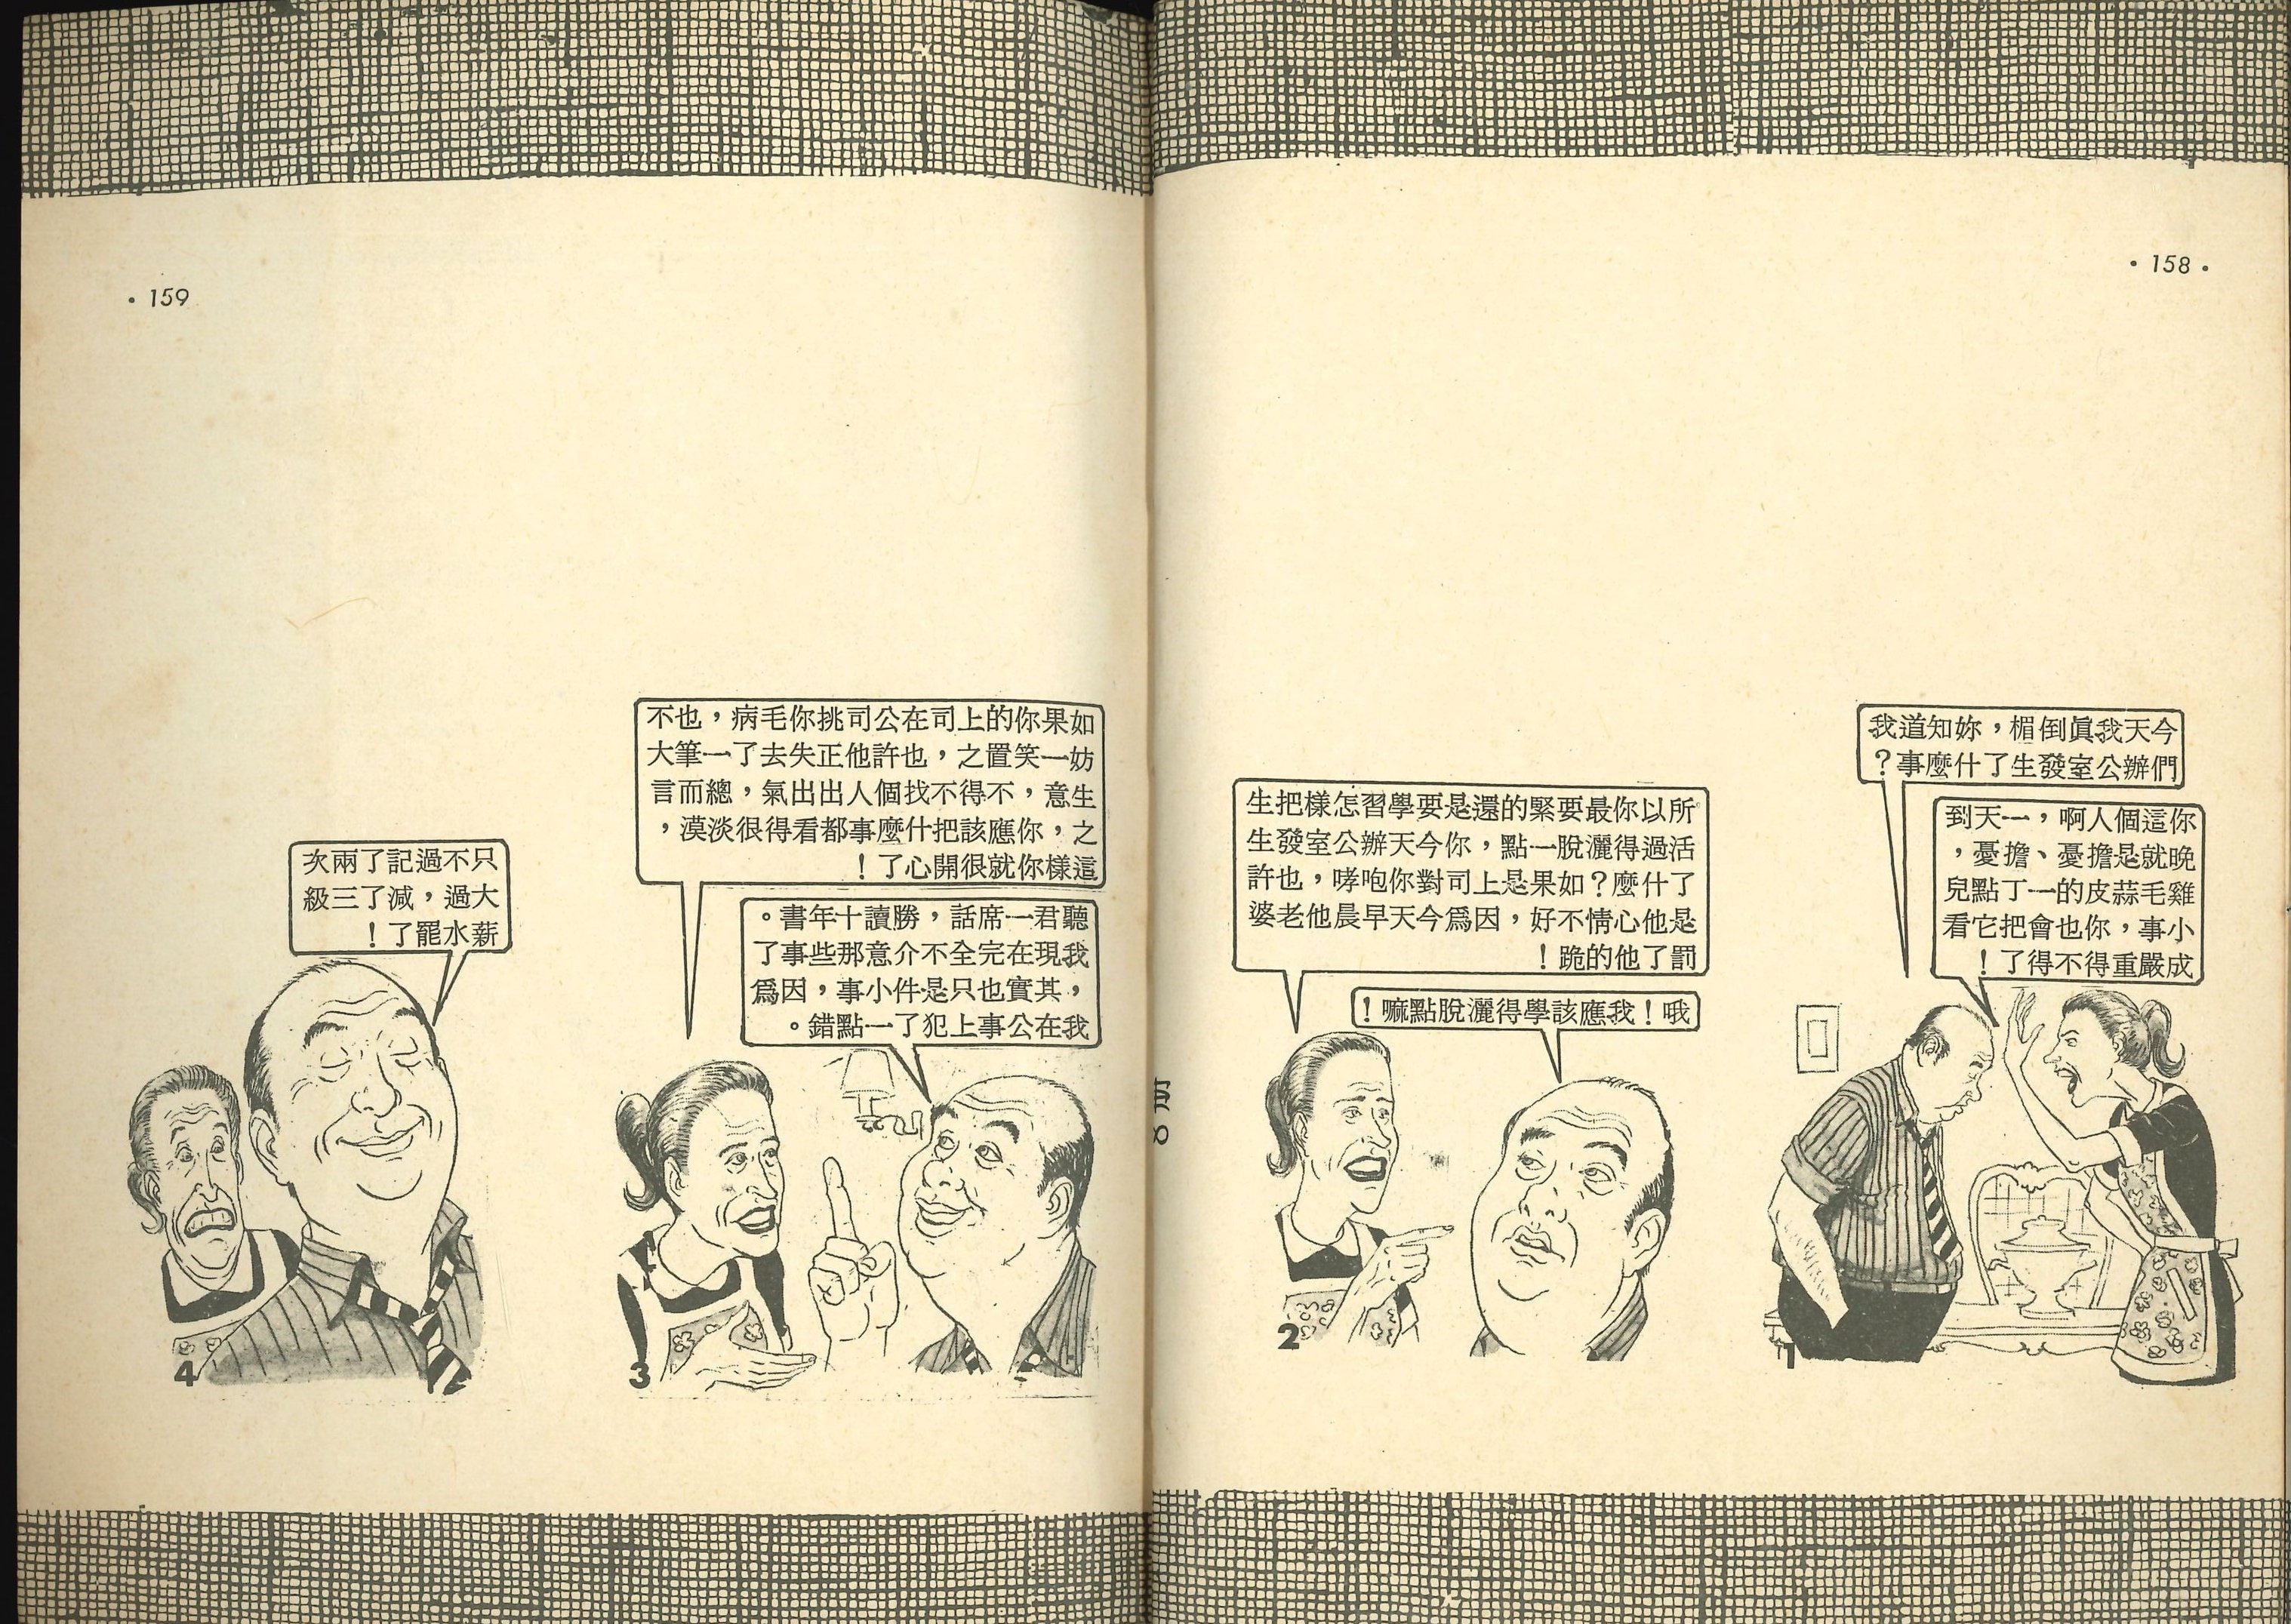 • 158 •
今天我眞倒楣，妳知道我
們辦公室發生了什麼事？
你這個人啊，一天到
晚就是擔憂、擔憂，
雞毛蒜皮的一丁點兒
小事，你也會把它看
成嚴重得不得了！
1
所以你最要緊的還是要學習怎樣把生
活過得灑脫一點，你今天辦公室發生
了什麼？如果是上司對你咆哮，也許
是他心情不好，因爲今天早晨他老婆
罰了他的跪！
哦！我應該學得灑脫點嘛！
2
• 159
如果你的上司在公司挑你毛病，也不
妨一笑置之，也許他正失去了一筆大
生意，不得不找個人出出氣，總而言
之，你應該把什麼事都看得很淡漠，
這樣你就很開心了！
聽君一席話，勝讀十年書。
我現在完全不介意那些事了
，其實也只是件小事，因爲
我在公事上犯了一點錯。
3
只不過記了兩次
大過，減了三級
薪水罷了！
4